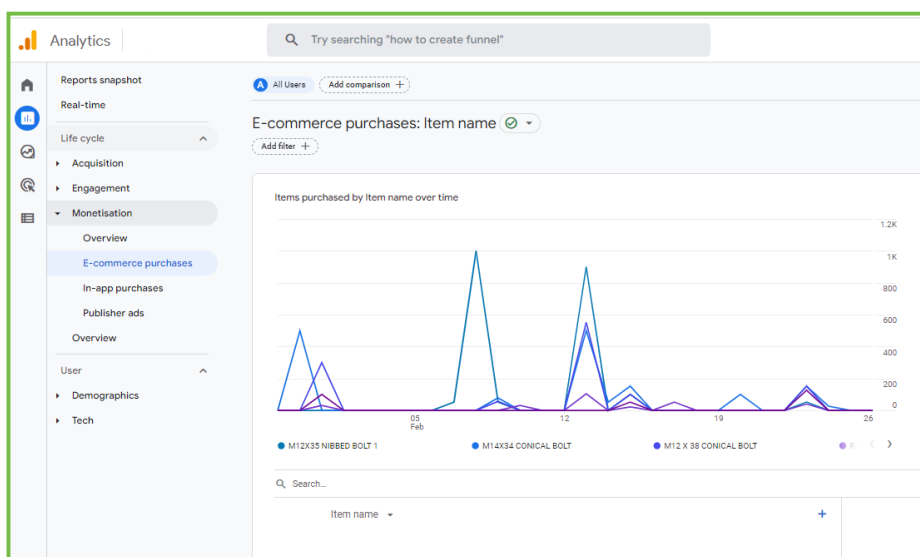 Analytics
Try searching "how to create funnel"
Reports snapshot
Real-time
Life cycle
Acquisition
Engagement
Monetisation
Overview
E-commerce purchases
In-app purchases
Publisher ads
Overview
User
Demographics
Tech
A All Users
Add comparison +
E-commerce purchases: Item name
Add filter +
Items purchased by Item name over time
1.2K
1K
800
600
400
200
0
05 Feb
12
19
26
M12X35 NIBBED BOLT 1
M14X34 CONICAL BOLT
M12 X 38 CONICAL BOLT
Search...
Item name
+